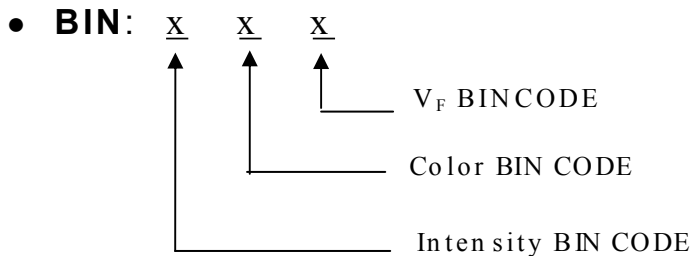 ● BIN: x x x
V_F BINCODE
Color BIN CODE
Intensity BIN CODE